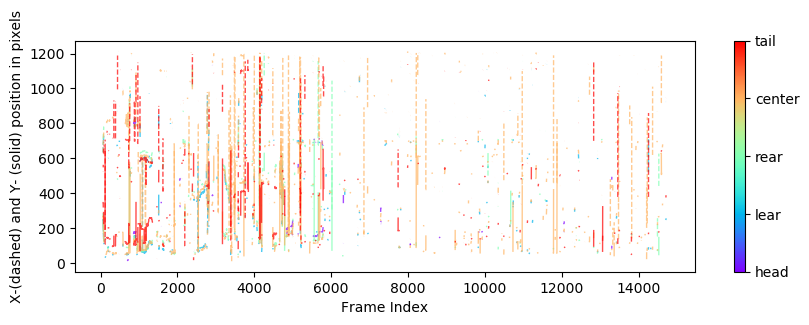 X-(dashed) and Y- (solid) position in pixels
1200
1000
800
600
400
200
0
0 2000 4000 6000 8000 10000 12000 14000
Frame Index
tail
center
rear
lear
head